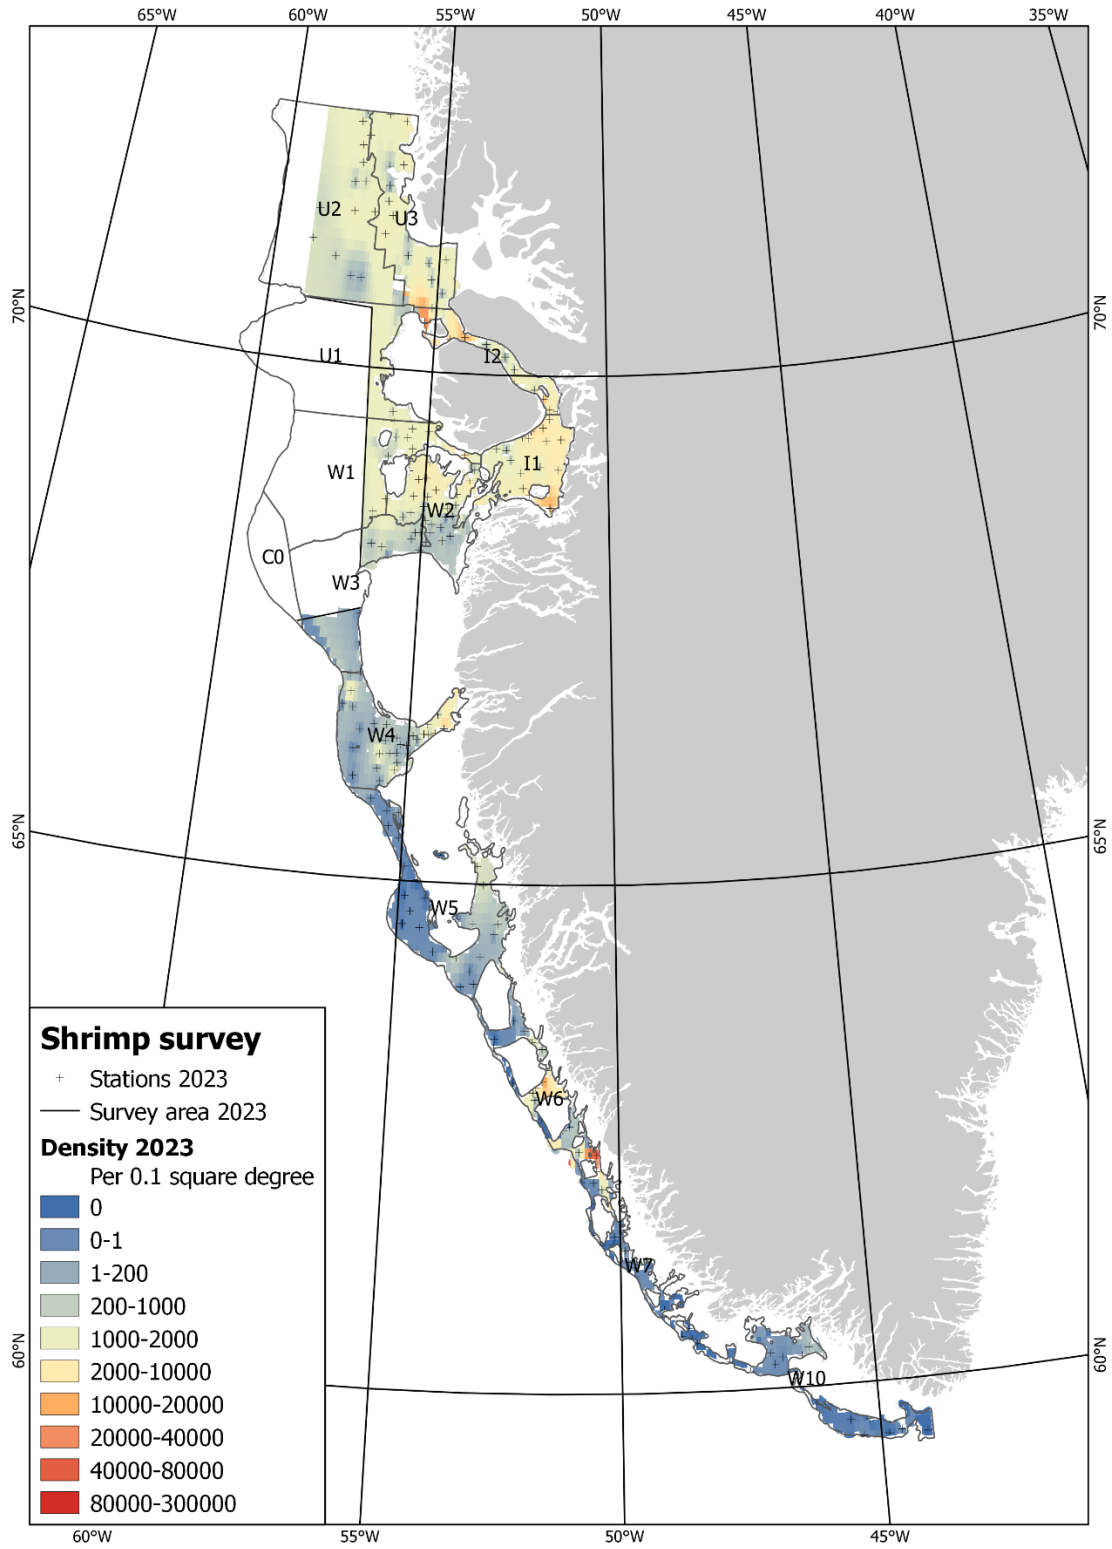 65°W 60°W 55°W 50°W 45°W 40°W 35°W
U2
U3
70°N
70°N
U1
I2
I1
W1
W2
C0
W3
W4
65°N
65°N
W5
W6
W7
60°N
60°N
W10
Shrimp survey
Stations 2023
Survey area 2023
Density 2023
Per 0.1 square degree
0
0-1
1-200
200-1000
1000-2000
2000-10000
10000-20000
20000-40000
40000-80000
80000-300000
60°W 55°W 50°W 45°W